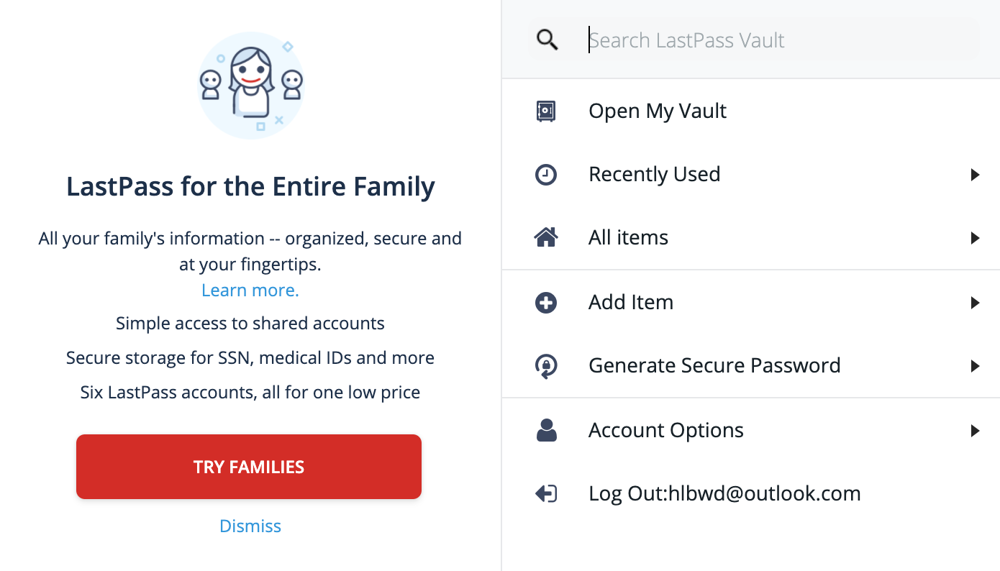 LastPass for the Entire Family
All your family's information -- organized, secure and
at your fingertips.
Learn more.
Simple access to shared accounts
Secure storage for SSN, medical IDs and more
Six LastPass accounts, all for one low price
TRY FAMILIES
Dismiss
Search LastPass Vault
Open My Vault
Recently Used
All items
Add Item
Generate Secure Password
Account Options
Log Out:hlbwd@outlook.com